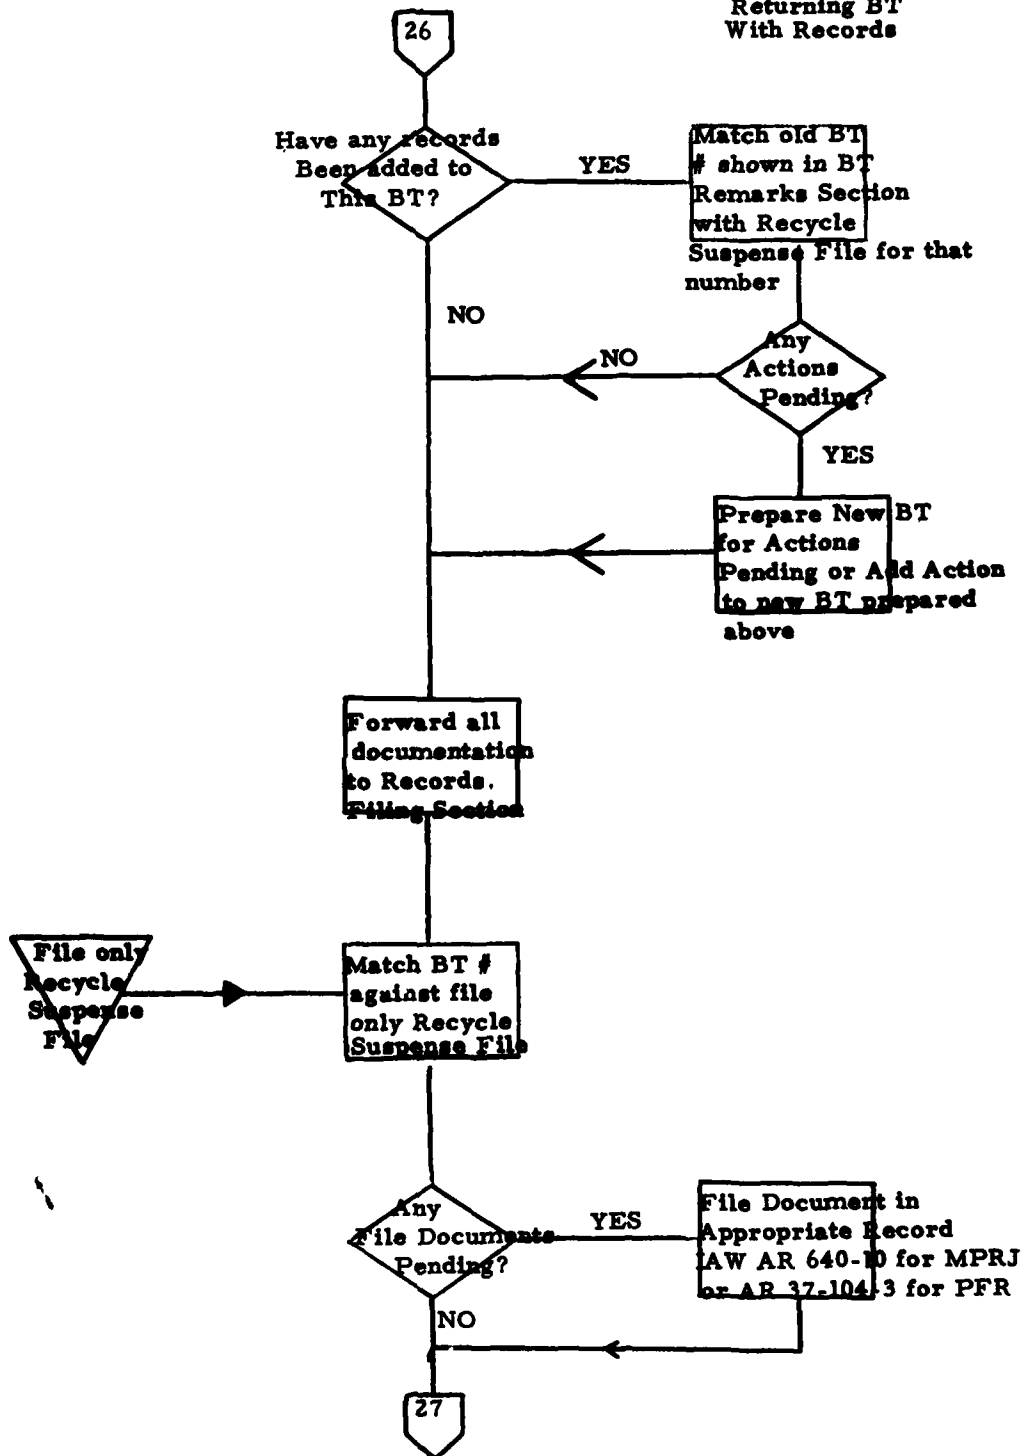 Returning BT
With Records
26
Have any records
Been added to
This BT?
YES
Match old BT
# shown in BT
Remarks Section
with Recycle
Suspense File for that
number
NO
Any
Actions
Pending?
NO
YES
Prepare New BT
for Actions
Pending or Add Action
to new BT prepared
above
Forward all
documentation
to Records.
Filing Section
File only
Recycle
Suspense
File
Match BT #
against file
only Recycle
Suspense File
Any
File Documents
Pending?
YES
File Document in
Appropriate Record
IAW AR 640-10 for MPRJ
or AR 37-104-3 for PFR
NO
27